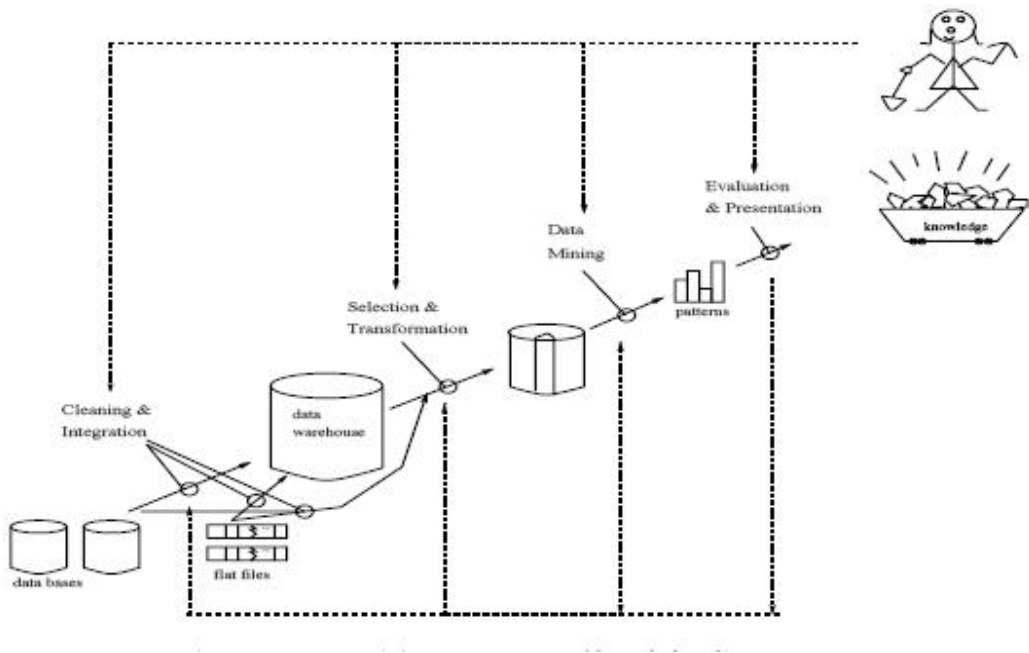 Evaluation
& Presentation
knowledge
Data
Mining
patterns
Selection &
Transformation
Cleaning &
Integration
data
warehouse
data bases
flat files